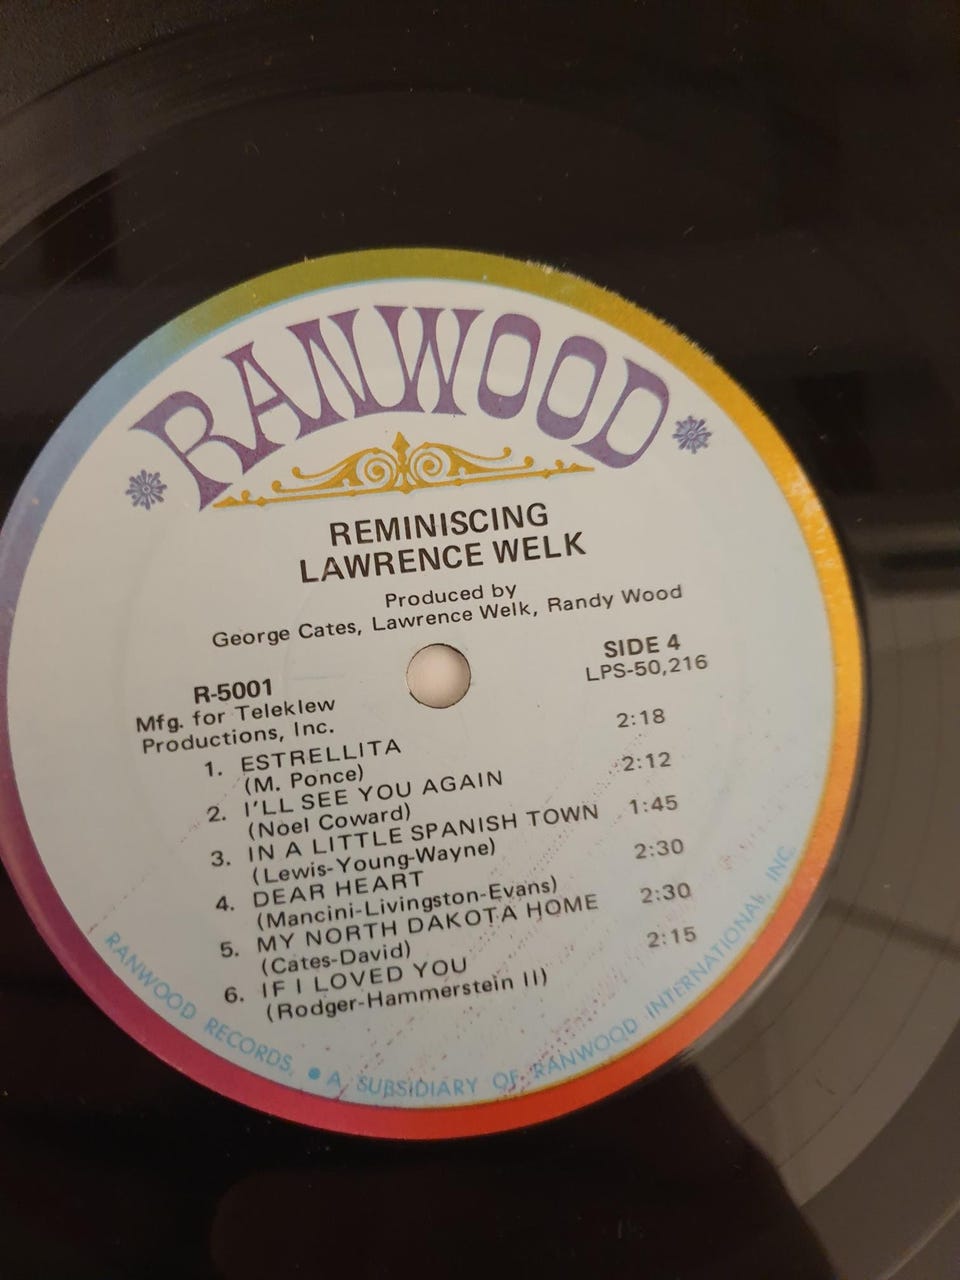 RANWOOD
REMINISCING
LAWRENCE WELK
Produced by
George Cates, Lawrence Welk, Randy Wood
R-5001
Mfg. for Teleklew
Productions, Inc.
SIDE 4
LPS-50,216
1. ESTRELLITA 2:18
(M. Ponce)
2. I'LL SEE YOU AGAIN 2:12
(Noel Coward)
3. IN A LITTLE SPANISH TOWN 1:45
(Lewis-Young-Wayne)
4. DEAR HEART 2:30
(Mancini-Livingston-Evans)
5. MY NORTH DAKOTA HOME 2:30
(Cates-David)
6. IF I LOVED YOU 2:15
(Rodger-Hammerstein II)
RANWOOD RECORDS, • A SUBSIDIARY OF RANWOOD INTERNATIONAL, INC.